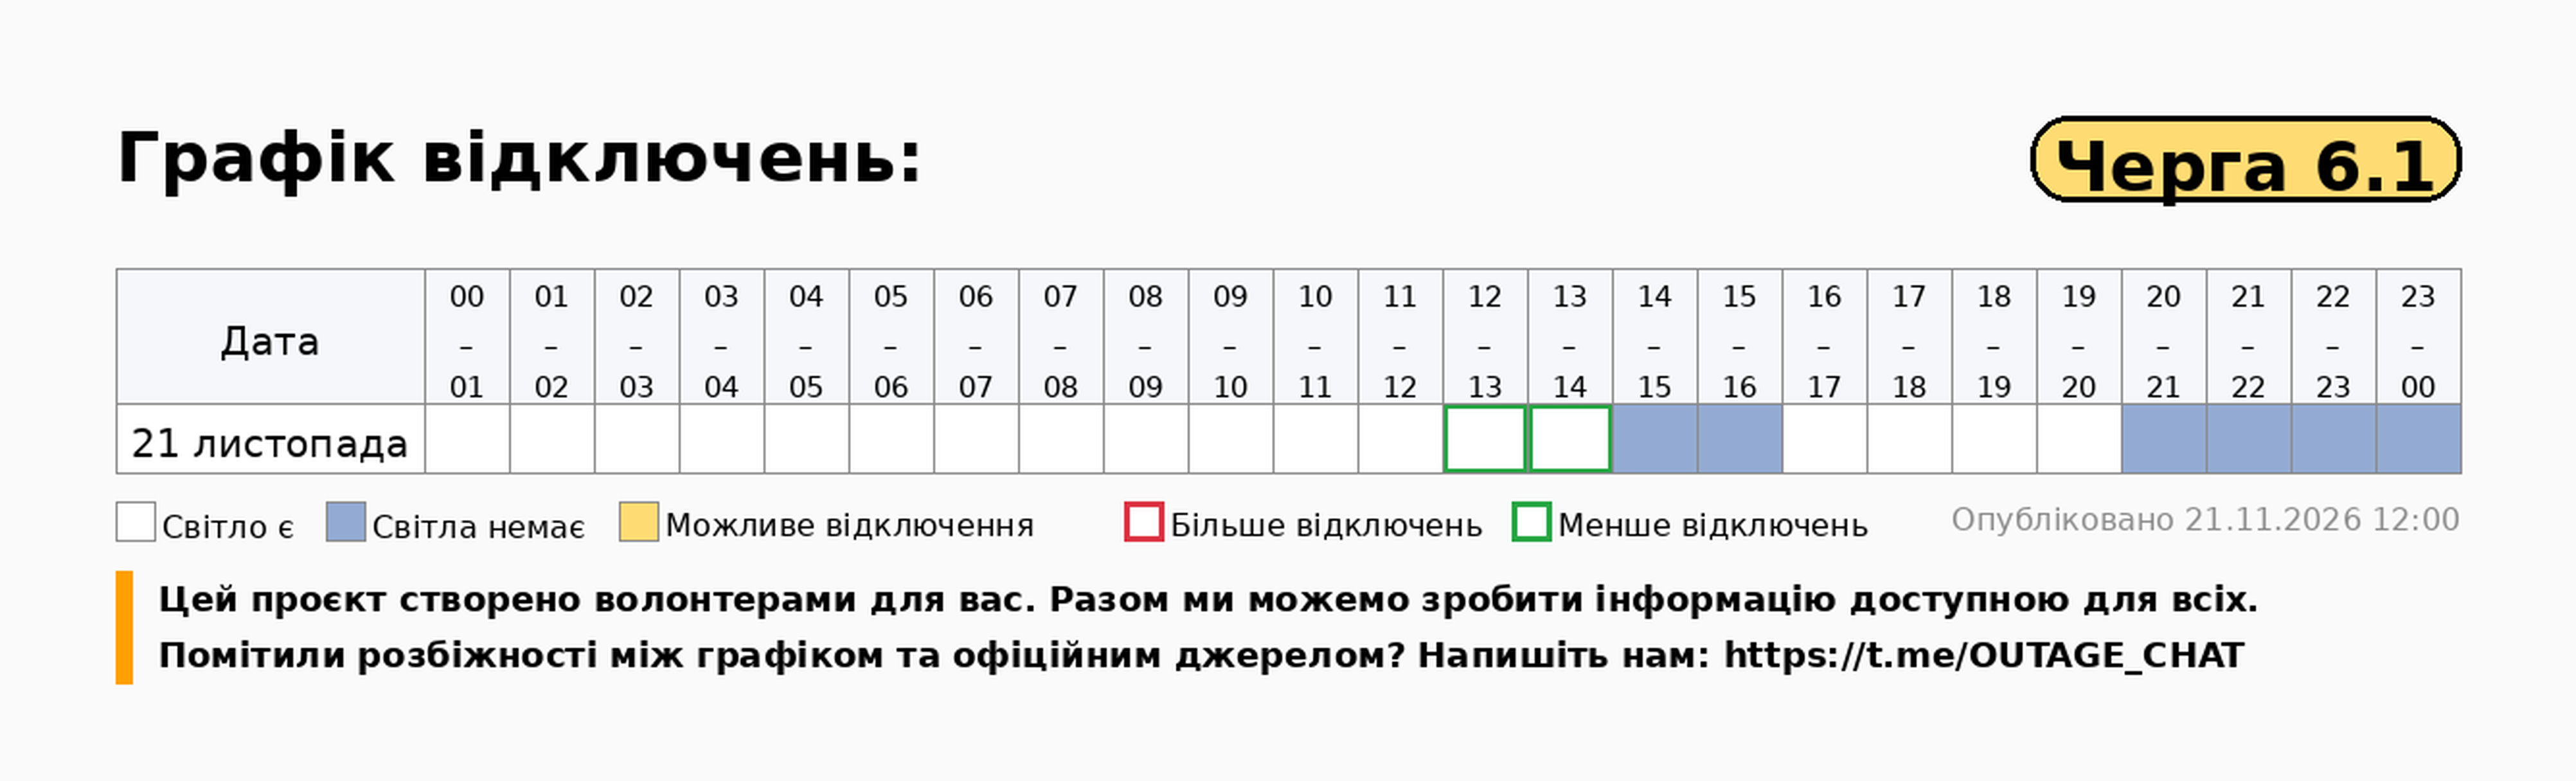 Графік відключень:
Черга 6.1
Дата
00 – 01
01 – 02
02 – 03
03 – 04
04 – 05
05 – 06
06 – 07
07 – 08
08 – 09
09 – 10
10 – 11
11 – 12
12 – 13
13 – 14
14 – 15
15 – 16
16 – 17
17 – 18
18 – 19
19 – 20
20 – 21
21 – 22
22 – 23
23 – 00
21 листопада
Світло є
Світла немає
Можливе відключення
Більше відключень
Менше відключень
Опубліковано 21.11.2026 12:00
Цей проєкт створено волонтерами для вас. Разом ми можемо зробити інформацію доступною для всіх.
Помітили розбіжності між графіком та офіційним джерелом? Напишіть нам: https://t.me/OUTAGE_CHAT